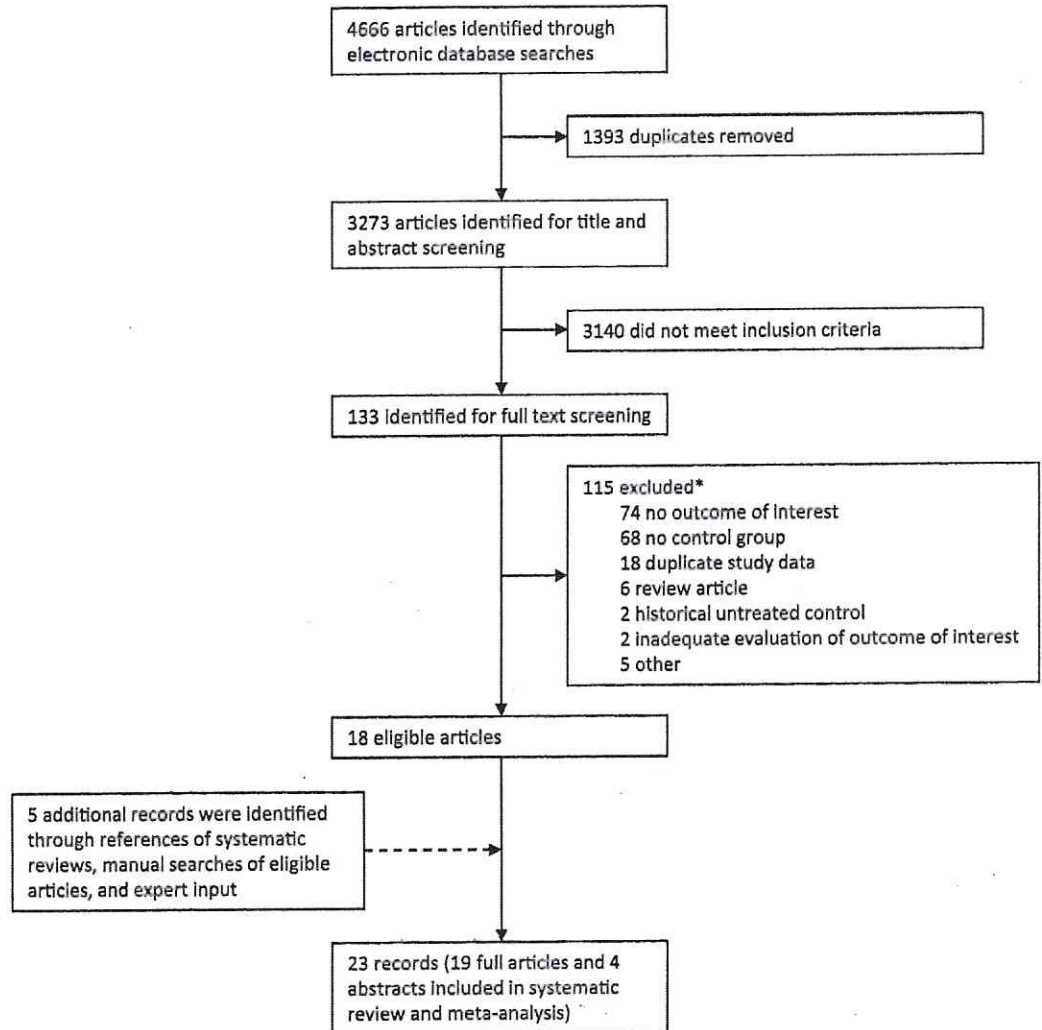 4666 articles identified through
electronic database searches
1393 duplicates removed
3273 articles identified for title and
abstract screening
3140 did not meet inclusion criteria
133 identified for full text screening
115 excluded*
74 no outcome of interest
68 no control group
18 duplicate study data
6 review article
2 historical untreated control
2 inadequate evaluation of outcome of interest
5 other
18 eligible articles
5 additional records were identified
through references of systematic
reviews, manual searches of eligible
articles, and expert input
23 records (19 full articles and 4
abstracts included in systematic
review and meta-analysis)